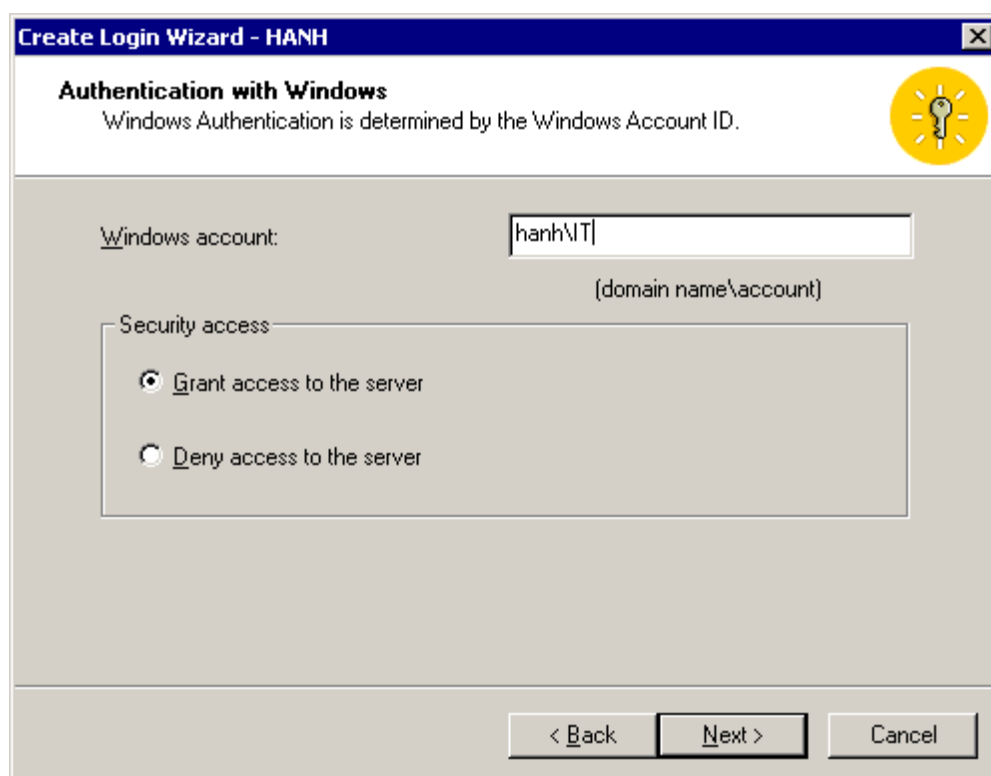 Create Login Wizard - HANH
Authentication with Windows
Windows Authentication is determined by the Windows Account ID.
Windows account:
hanh\IT
(domain name\account)
Security access
Grant access to the server
Deny access to the server
< Back
Next >
Cancel